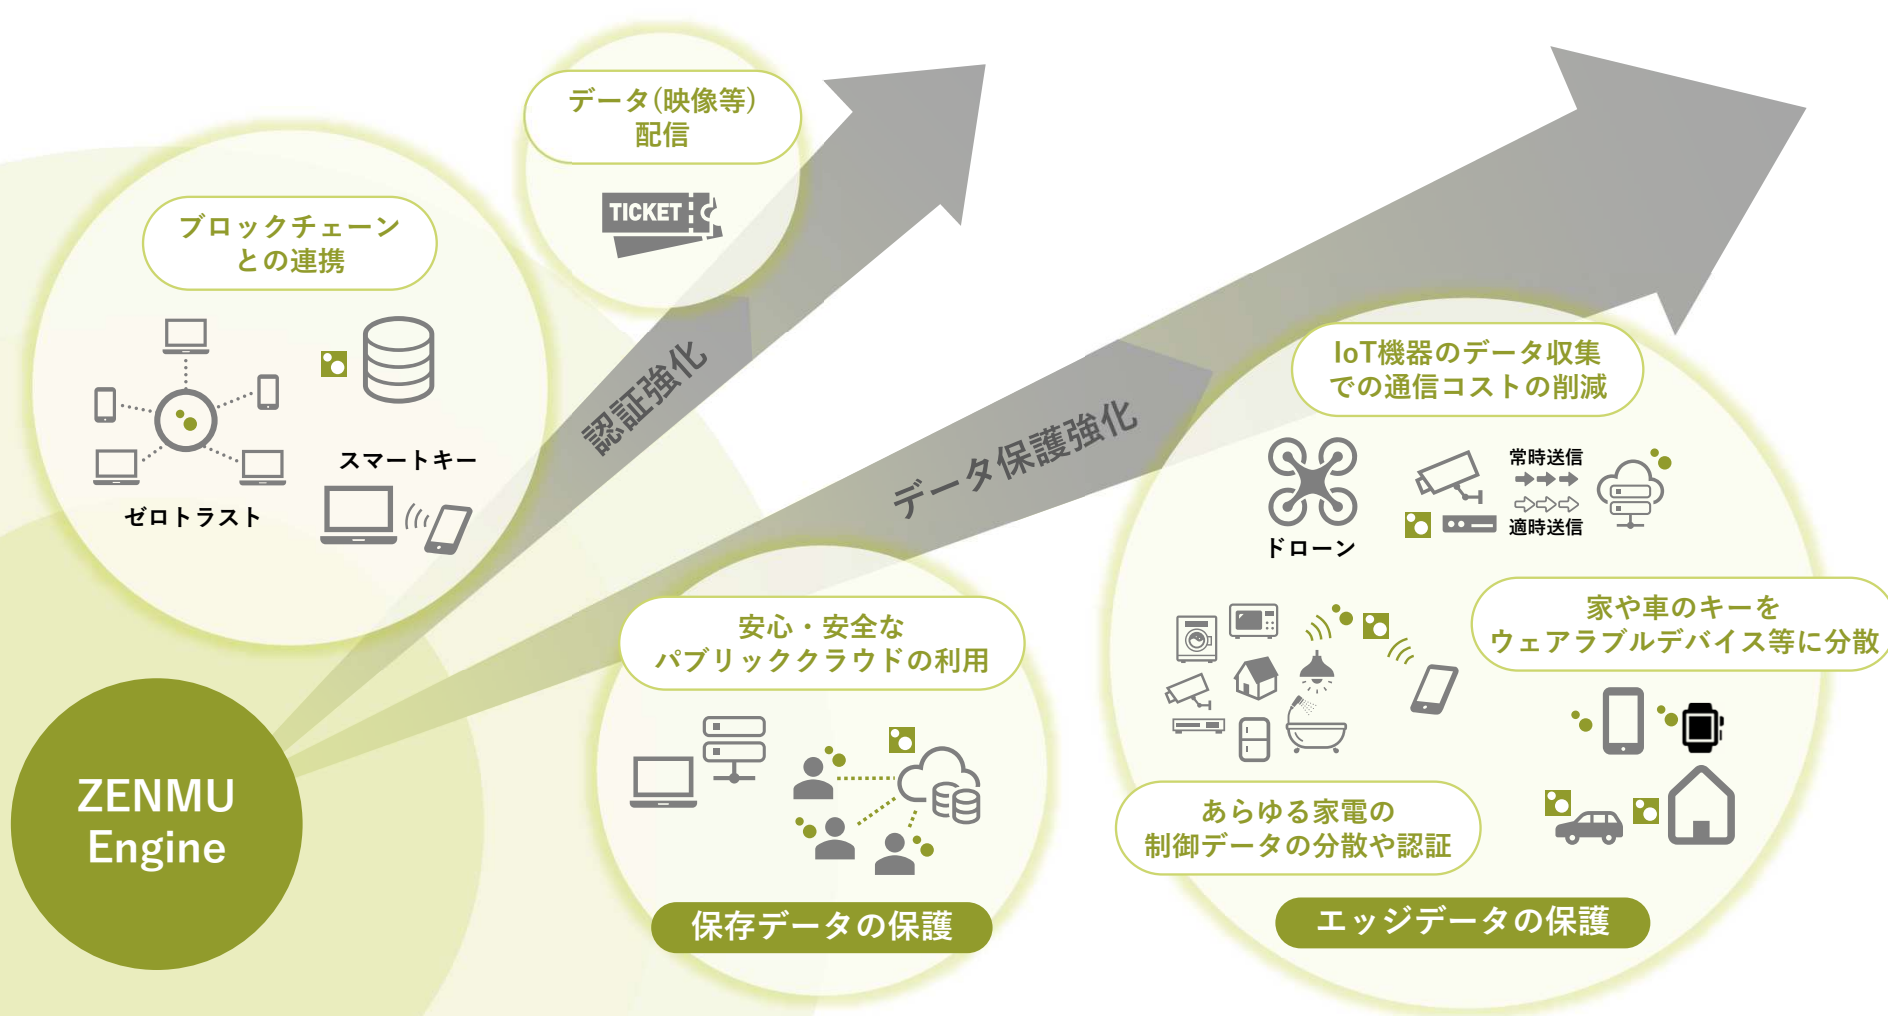 データ(映像等)
配信
TICKET
ブロックチェーン
との連携
スマートキー
ゼロトラスト
認証強化
データ保護強化
IoT機器のデータ収集
での通信コストの削減
常時送信
適時送信
ドローン
安心・安全な
パブリッククラウドの利用
家や車のキーを
ウェアラブルデバイス等に分散
ZENMU
Engine
あらゆる家電の
制御データの分散や認証
保存データの保護
エッジデータの保護